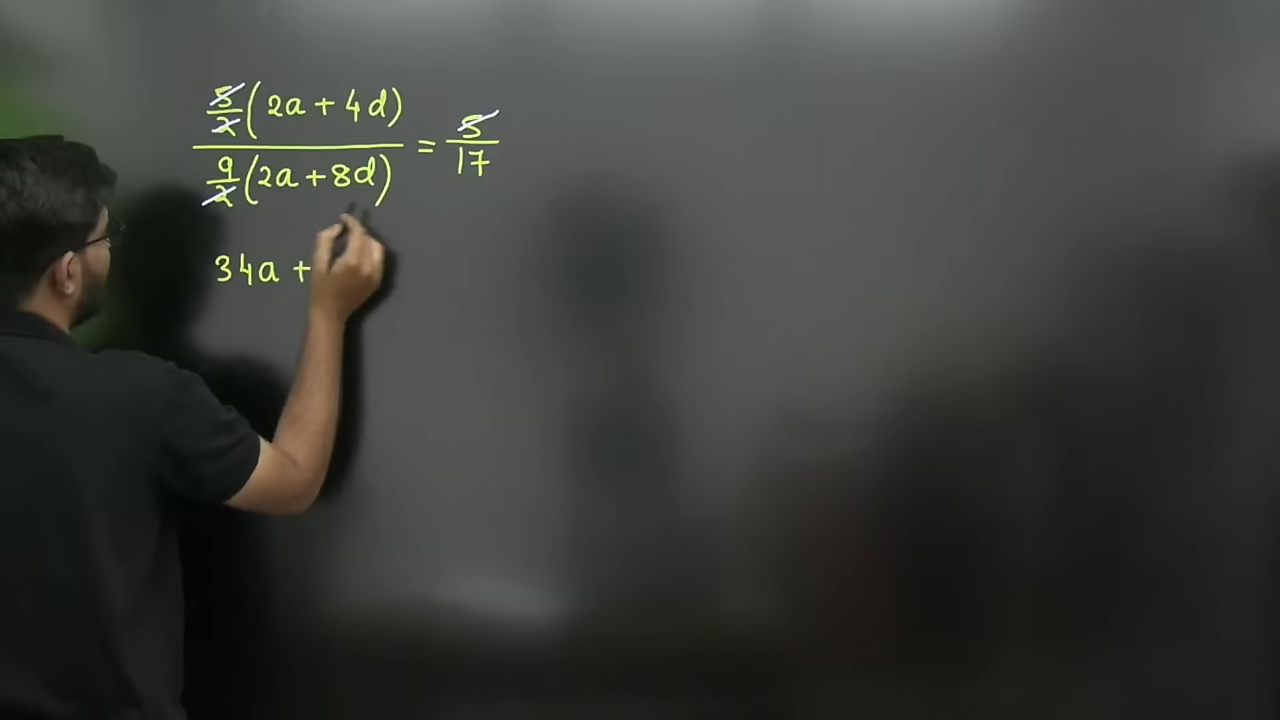 5/2 (2a + 4d) / 9/2 (2a + 8d) = 5/17
34a +